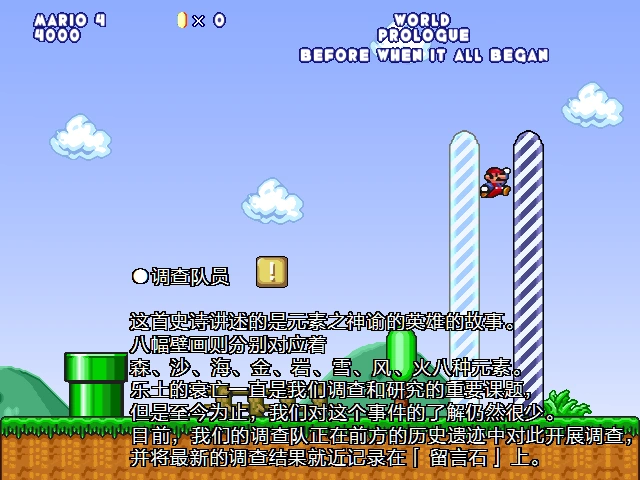 MARIO 4
4000
× 0
WORLD
PROLOGUE
BEFORE WHEN IT ALL BEGAN
!
●调查队员
这首史诗讲述的是元素之神谕的英雄的故事。
八幅壁画则分别对应着
森、沙、海、金、岩、雪、风、火八种元素。
乐土的衰亡一直是我们调查和研究的重要课题，
但是至今为止，我们对这个事件的了解仍然很少。
目前，我们的调查队正在前方的历史遗迹中对此开展调查，
并将最新的调查结果就近记录在「留言石」上。